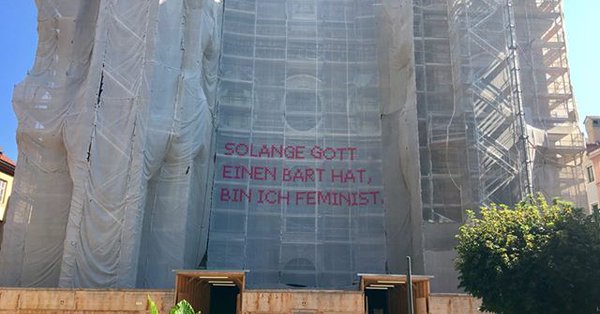 SOLANGE GOTT
EINEN BART HAT,
BIN ICH FEMINIST.